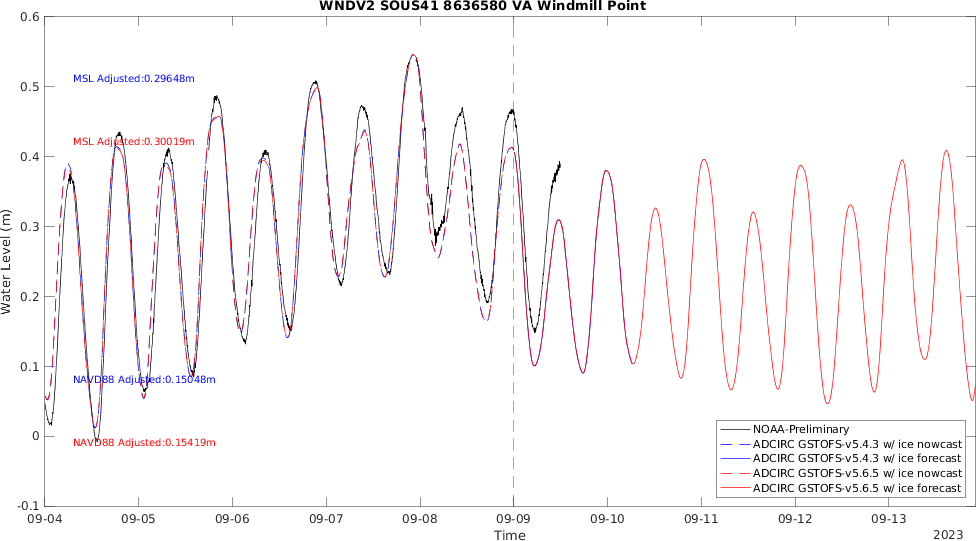 WNDV2 SOUS41 8636580 VA Windmill Point
0.6
0.5
0.4
0.3
0.2
0.1
0
-0.1
Water Level (m)
MSL Adjusted:0.29648m
MSL Adjusted:0.30019m
NAVD88 Adjusted:0.15048m
NAVD88 Adjusted:0.15419m
NOAA-Preliminary
ADCIRC GSTOFS-v5.4.3 w/ ice nowcast
ADCIRC GSTOFS-v5.4.3 w/ ice forecast
ADCIRC GSTOFS-v5.6.5 w/ ice nowcast
ADCIRC GSTOFS-v5.6.5 w/ ice forecast
09-04 09-05 09-06 09-07 09-08 09-09 09-10 09-11 09-12 09-13
Time
2023